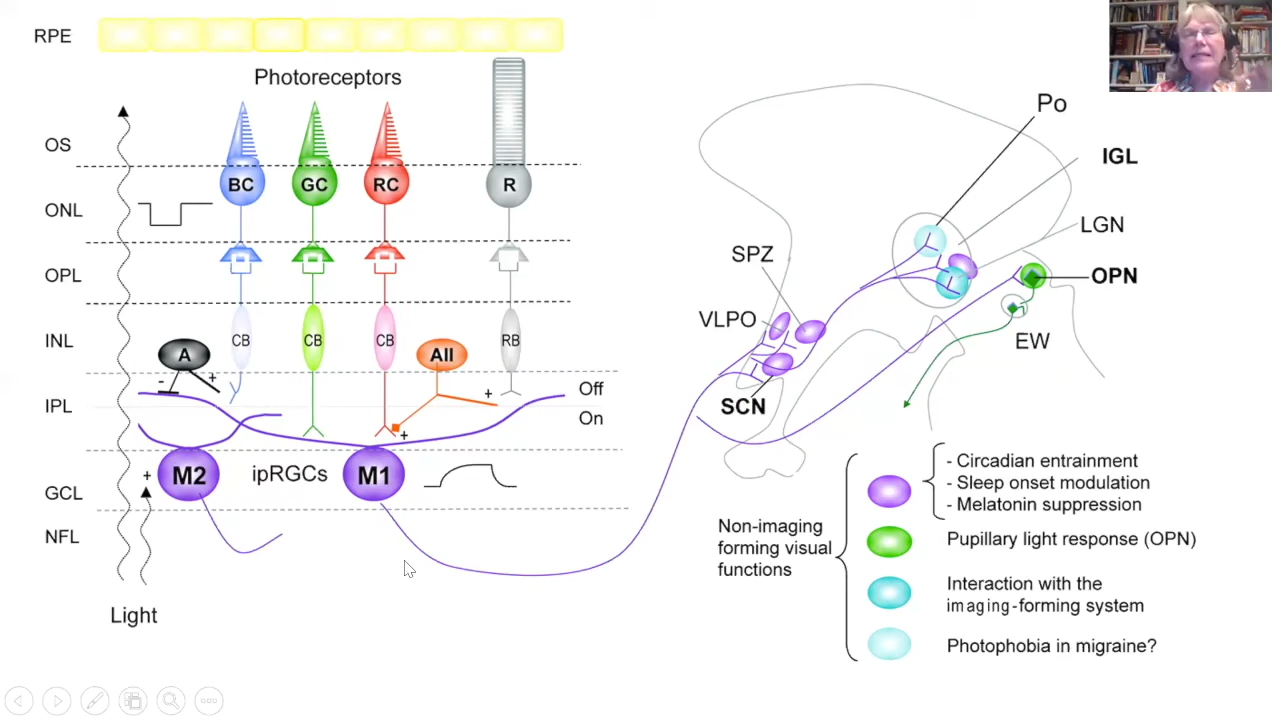 RPE
Photoreceptors
OS
BC
GC
RC
R
ONL
OPL
INL
CB
CB
CB
RB
A
AII
-
+
+
Off
IPL
On
+
M2
ipRGCs
M1
+
GCL
NFL
Light
Po
IGL
LGN
SPZ
OPN
VLPO
EW
SCN
Non-imaging
forming visual
functions
- Circadian entrainment
- Sleep onset modulation
- Melatonin suppression
Pupillary light response (OPN)
Interaction with the
imaging-forming system
Photophobia in migraine?